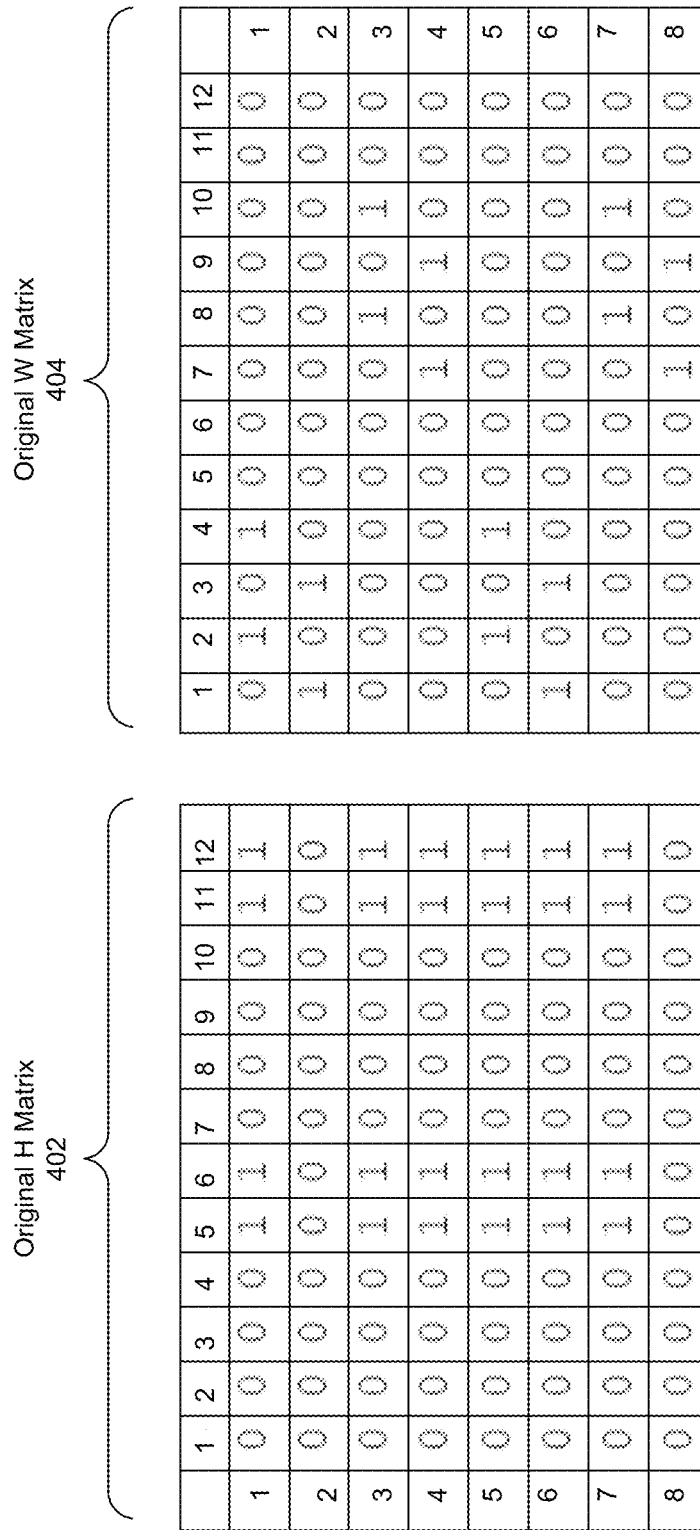 Original H Matrix
402
1 2 3 4 5 6 7 8 9 10 11 12
1 0 0 0 0 1 1 0 0 0 0 1 1
2 0 0 0 0 0 0 0 0 0 0 0 0
3 0 0 0 0 1 1 0 0 0 0 1 1
4 0 0 0 0 1 1 0 0 0 0 1 1
5 0 0 0 0 1 1 0 0 0 0 1 1
6 0 0 0 0 1 1 0 0 0 0 1 1
7 0 0 0 0 1 1 0 0 0 0 1 1
8 0 0 0 0 0 0 0 0 0 0 0 0
Original W Matrix
404
1 2 3 4 5 6 7 8 9 10 11 12
0 1 0 1 0 0 0 0 0 0 0 0 1
1 0 1 0 0 0 0 0 0 0 0 0 2
0 0 0 0 0 0 0 1 0 1 0 0 3
0 0 0 0 0 0 1 0 1 0 0 0 4
0 1 0 1 0 0 0 0 0 0 0 0 5
1 0 1 0 0 0 0 0 0 0 0 0 6
0 0 0 0 0 0 0 1 0 1 0 0 7
0 0 0 0 0 0 1 0 1 0 0 0 8